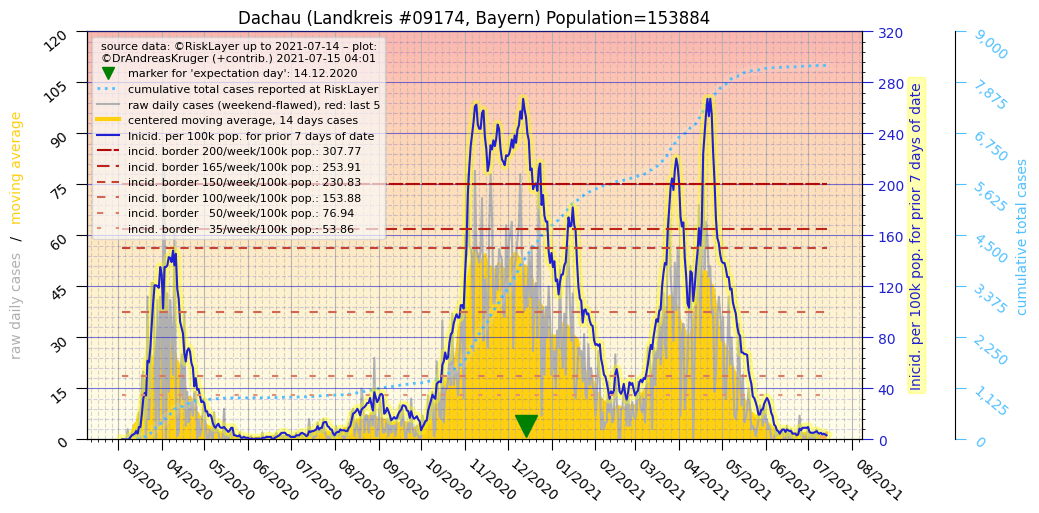 Dachau (Landkreis #09174, Bayern) Population=153884
source data: ©RiskLayer up to 2021-07-14 – plot:
©DrAndreasKruger (+contrib.) 2021-07-15 04:01
marker for 'expectation day': 14.12.2020
cumulative total cases reported at RiskLayer
raw daily cases (weekend-flawed), red: last 5
centered moving average, 14 days cases
Inicid. per 100k pop. for prior 7 days of date
incid. border 200/week/100k pop.: 307.77
incid. border 165/week/100k pop.: 253.91
incid. border 150/week/100k pop.: 230.83
incid. border 100/week/100k pop.: 153.88
incid. border   50/week/100k pop.: 76.94
incid. border   35/week/100k pop.: 53.86
raw daily cases   /   moving average
120
105
90
75
60
45
30
15
0
03/2020
04/2020
05/2020
06/2020
07/2020
08/2020
09/2020
10/2020
11/2020
12/2020
01/2021
02/2021
03/2021
04/2021
05/2021
06/2021
07/2021
08/2021
320
280
240
200
160
120
80
40
0
Inicid. per 100k pop. for prior 7 days of date
9,000
7,875
6,750
5,625
4,500
3,375
2,250
1,125
0
cumulative total cases